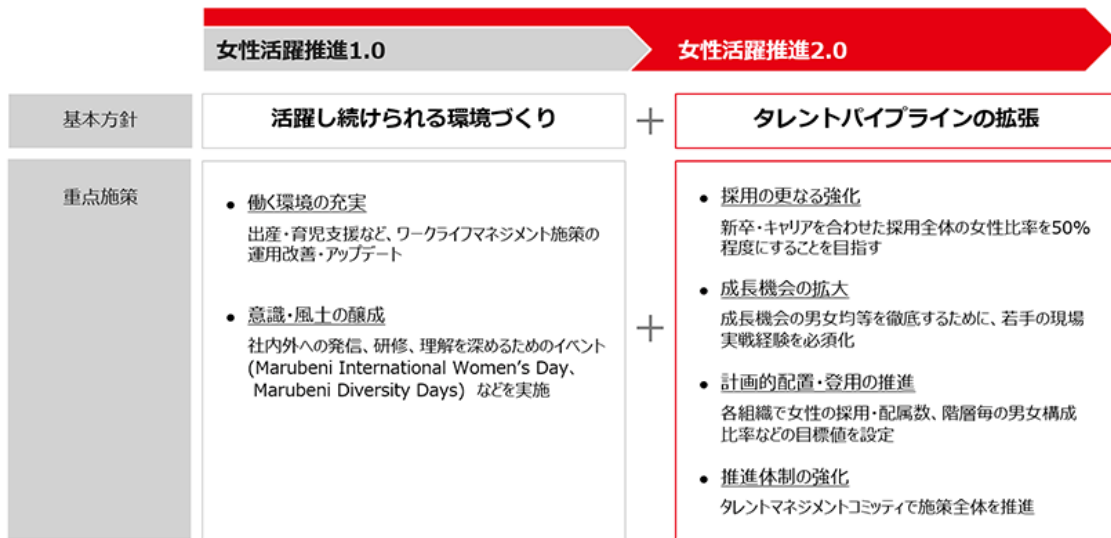 女性活躍推進1.0
女性活躍推進2.0
基本方針
活躍し続けられる環境づくり
+
タレントパイプラインの拡張
重点施策
• 働く環境の充実
出産・育児支援など、ワークライフマネジメント施策の
運用改善・アップデート
• 意識・風土の醸成
社内外への発信、研修、理解を深めるためのイベント
(Marubeni International Women's Day、
Marubeni Diversity Days) などを実施
+
• 採用の更なる強化
新卒・キャリアを合わせた採用全体の女性比率を50%
程度にすることを目指す
• 成長機会の拡大
成長機会の男女均等を徹底するために、若手の現場
実戦経験を必須化
• 計画的配置・登用の推進
各組織で女性の採用・配属数、階層毎の男女構成
比率などの目標値を設定
• 推進体制の強化
タレントマネジメントコミッティで施策全体を推進